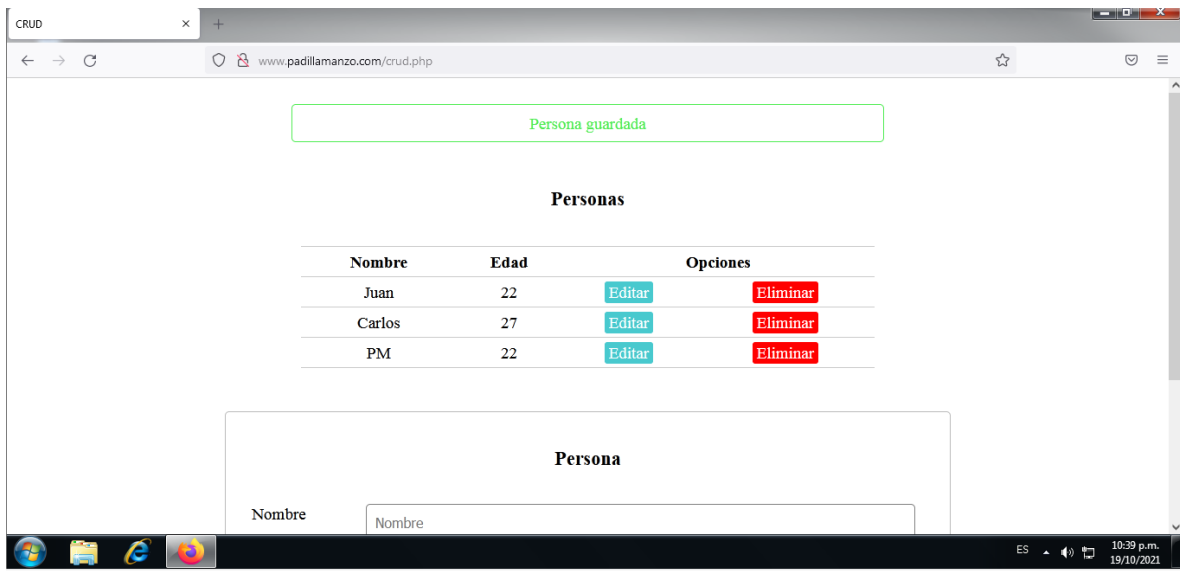 CRUD
www.padillamanzo.com/crud.php
Persona guardada
Personas
Nombre Edad Opciones
Juan 22 Editar Eliminar
Carlos 27 Editar Eliminar
PM 22 Editar Eliminar
Persona
Nombre Nombre
ES 10:39 p.m.
19/10/2021